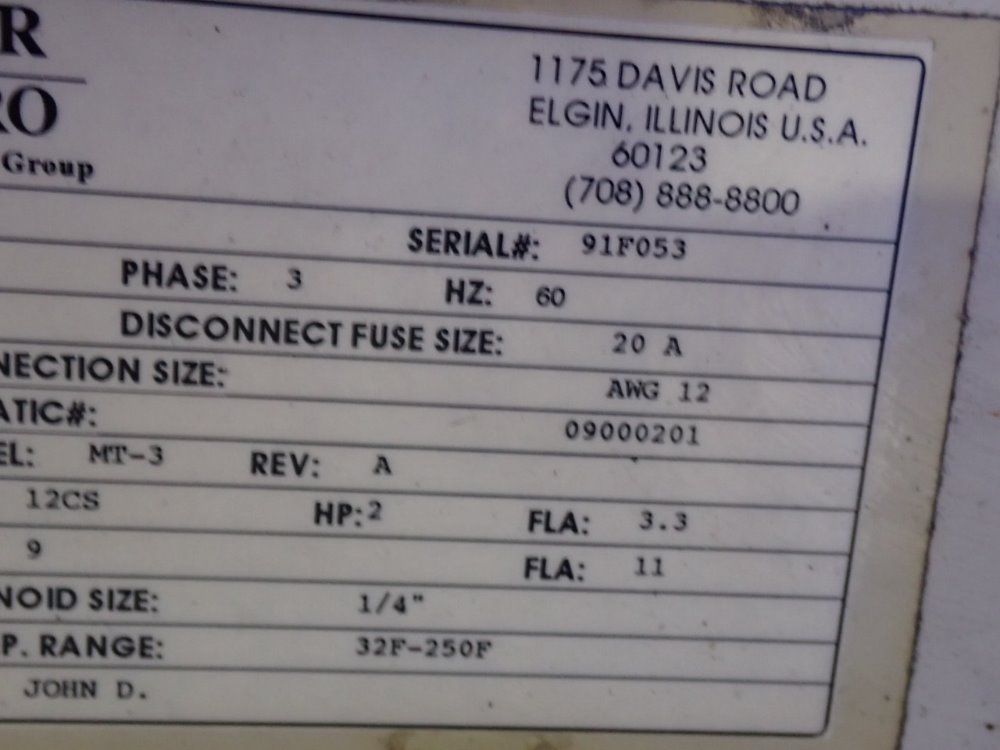 R
RO
Group
1175 DAVIS ROAD
ELGIN, ILLINOIS U.S.A.
60123
(708) 888-8800
SERIAL#: 91F053
PHASE: 3 HZ: 60
DISCONNECT FUSE SIZE: 20 A
NECTION SIZE: AWG 12
ATIC#: 09000201
EL: MT-3 REV: A
12CS HP: 2 FLA: 3.3
9 FLA: 11
NOID SIZE: 1/4"
P. RANGE: 32F-250F
JOHN D.